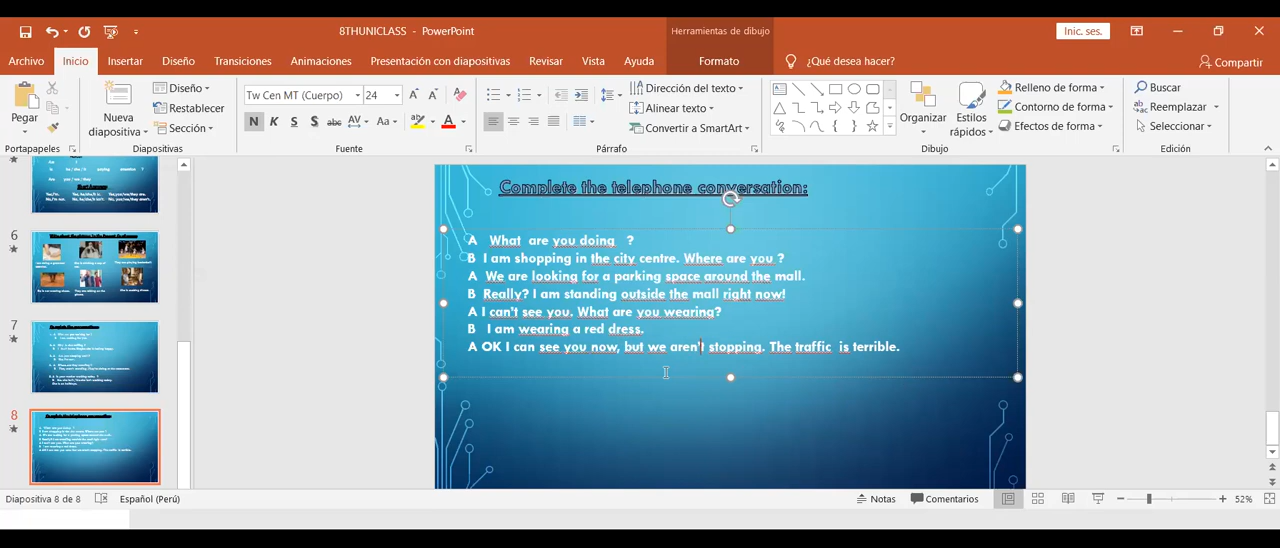 8THUNICLASS - PowerPoint
Herramientas de dibujo
Inic. ses.
Archivo Inicio Insertar Diseño Transiciones Animaciones Presentación con diapositivas Revisar Vista Ayuda Formato ¿Qué desea hacer? Compartir
Pegar
Nueva diapositiva
Diseño
Restablecer
Sección
Tw Cen MT (Cuerpo) 24
N K S S abc AV Aa A
Dirección del texto
Alinear texto
Convertir a SmartArt
Organizar
Estilos rápidos
Relleno de forma
Contorno de forma
Efectos de forma
Buscar
Reemplazar
Seleccionar
Portapapeles Diapositivas Fuente Párrafo Dibujo Edición
6
7
8
Complete the telephone conversation:
A What are you doing ?
B I am shopping in the city centre. Where are you ?
A We are looking for a parking space around the mall.
B Really? I am standing outside the mall right now!
A I can't see you. What are you wearing?
B I am wearing a red dress.
A OK I can see you now, but we aren't stopping. The traffic is terrible.
Diapositiva 8 de 8 Español (Perú) Notas Comentarios 52%